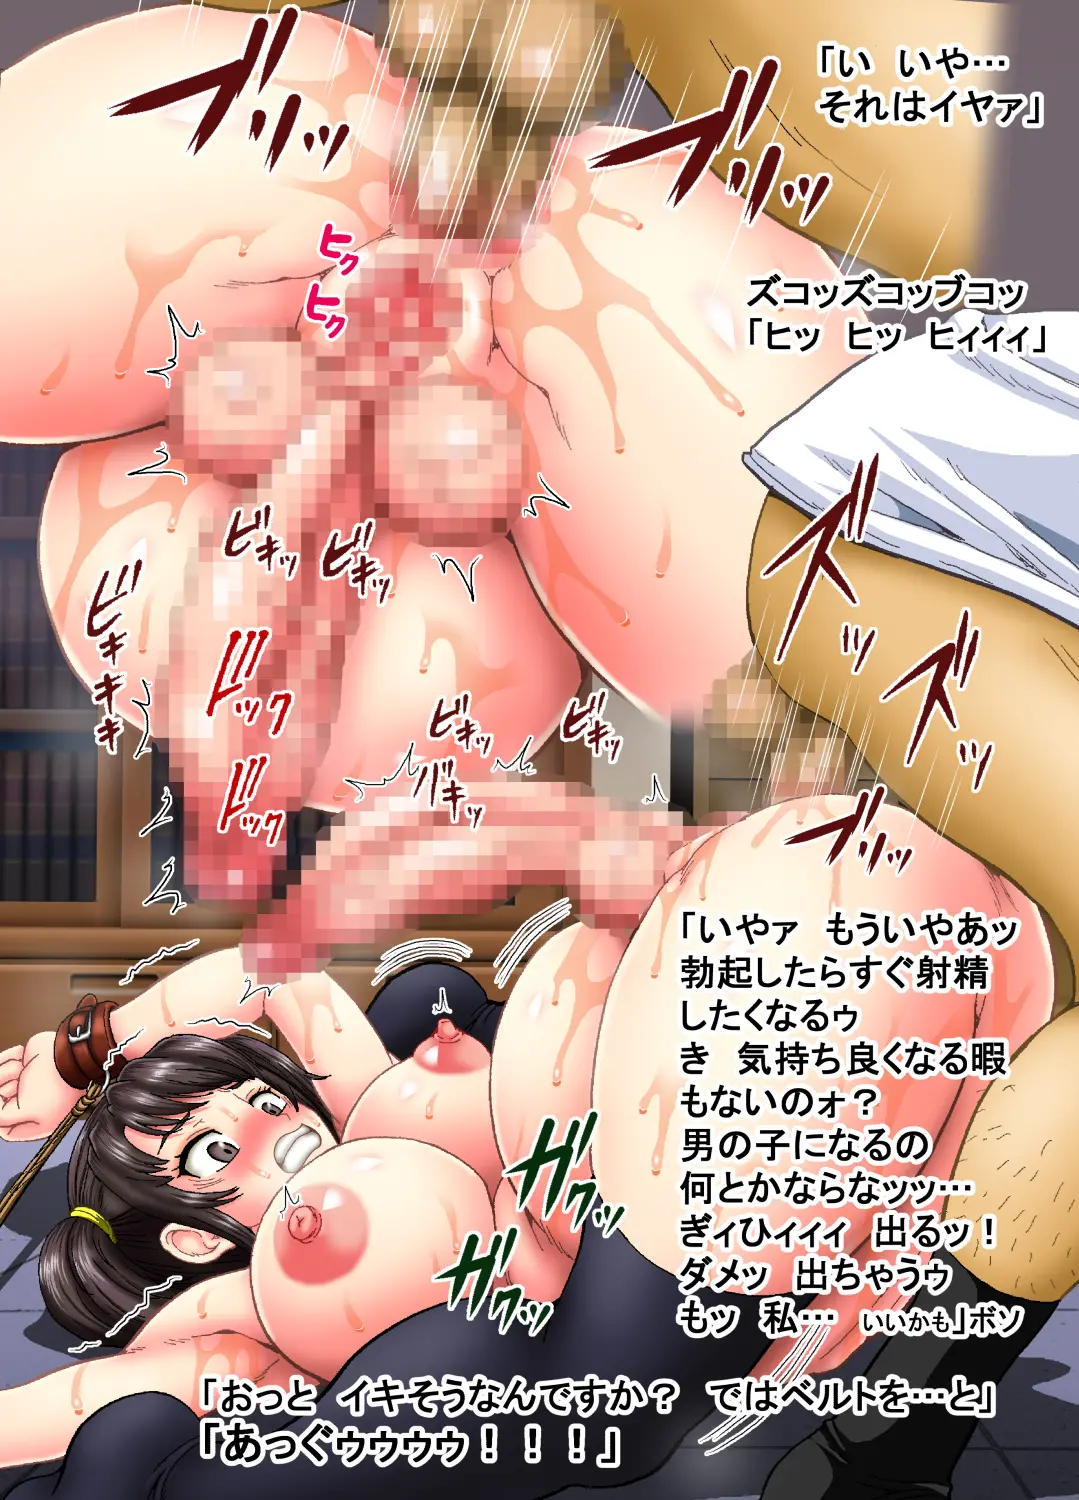 「い いや…
それはイヤァ」
ズブリッ
ズブリッ
ヒク
ヒク
ズコッズコッブコッ
「ヒッ ヒッ ヒィィィ」
ビキッ
ビキッ
ビキキキ
ドック
ドック
ビキッ
ビキッ
バキッ
ズズッ
ズズッ
ズブリッ
「いやァ もういやあッ
勃起したらすぐ射精
したくなるゥ
き 気持ち良くなる暇
もないのォ?
男の子になるの
何とかならなッッ…
ぎィひィィィ 出るッ!
ダメッ 出ちゃうゥ
もッ 私… いいかも」ボソ
ガクッ
ガクッ
「おっと イキそうなんですか? ではベルトを…と」
「あっぐゥゥゥゥ!!!」